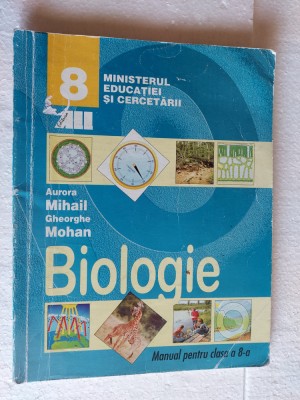 8
MINISTERUL
EDUCAȚIEI
ȘI CERCETĂRII
ALL
Aurora
Mihail
Gheorghe
Mohan
Biologie
Manual pentru clasa a 8-a